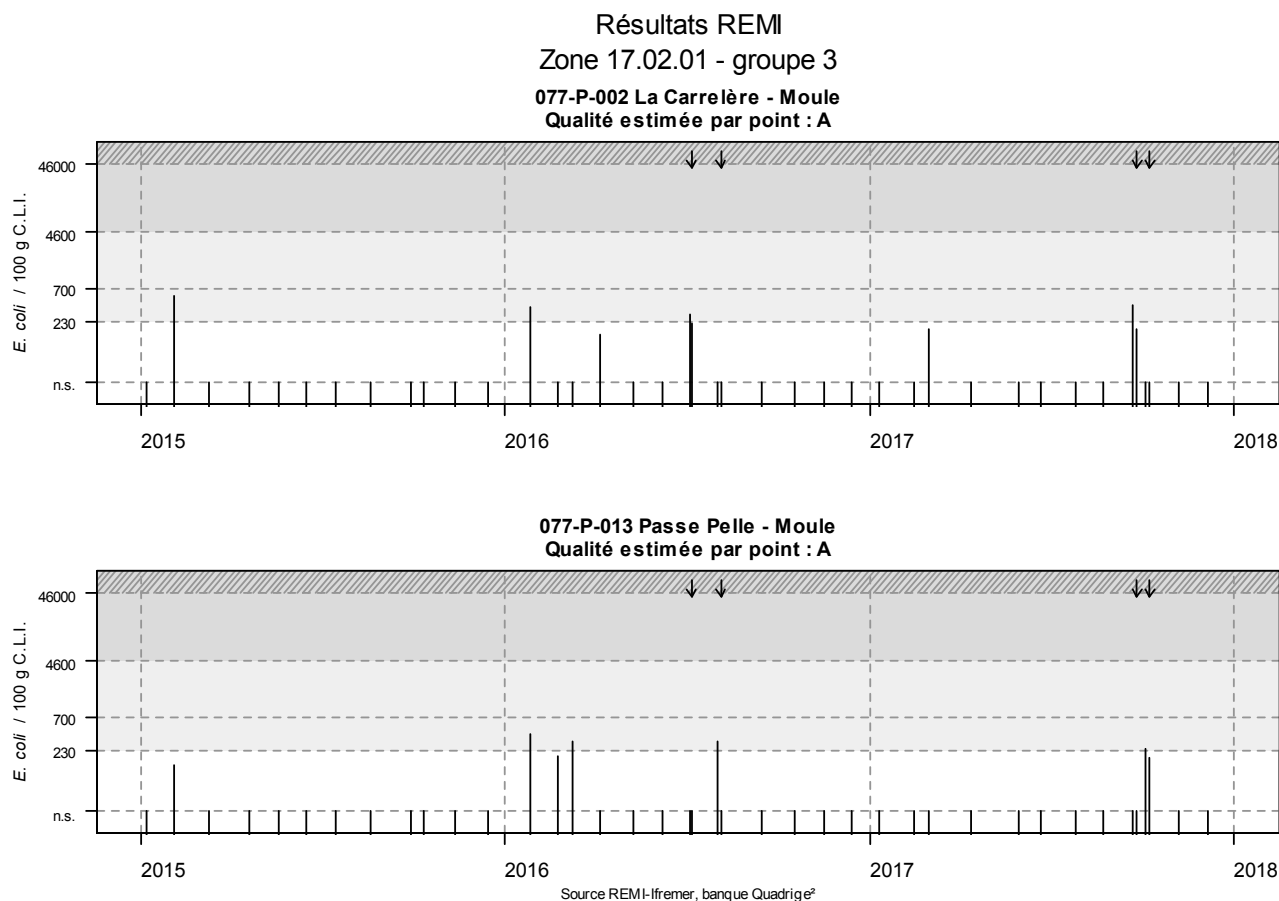 Résultats REMI
Zone 17.02.01 - groupe 3
077-P-002 La Carrelère - Moule
Qualité estimée par point : A
E. coli / 100 g C.L.I.
46000
4600
700
230
n.s.
2015 2016 2017 2018
077-P-013 Passe Pelle - Moule
Qualité estimée par point : A
E. coli / 100 g C.L.I.
46000
4600
700
230
n.s.
2015 2016 2017 2018
Source REMI-Ifremer, banque Quadrige²